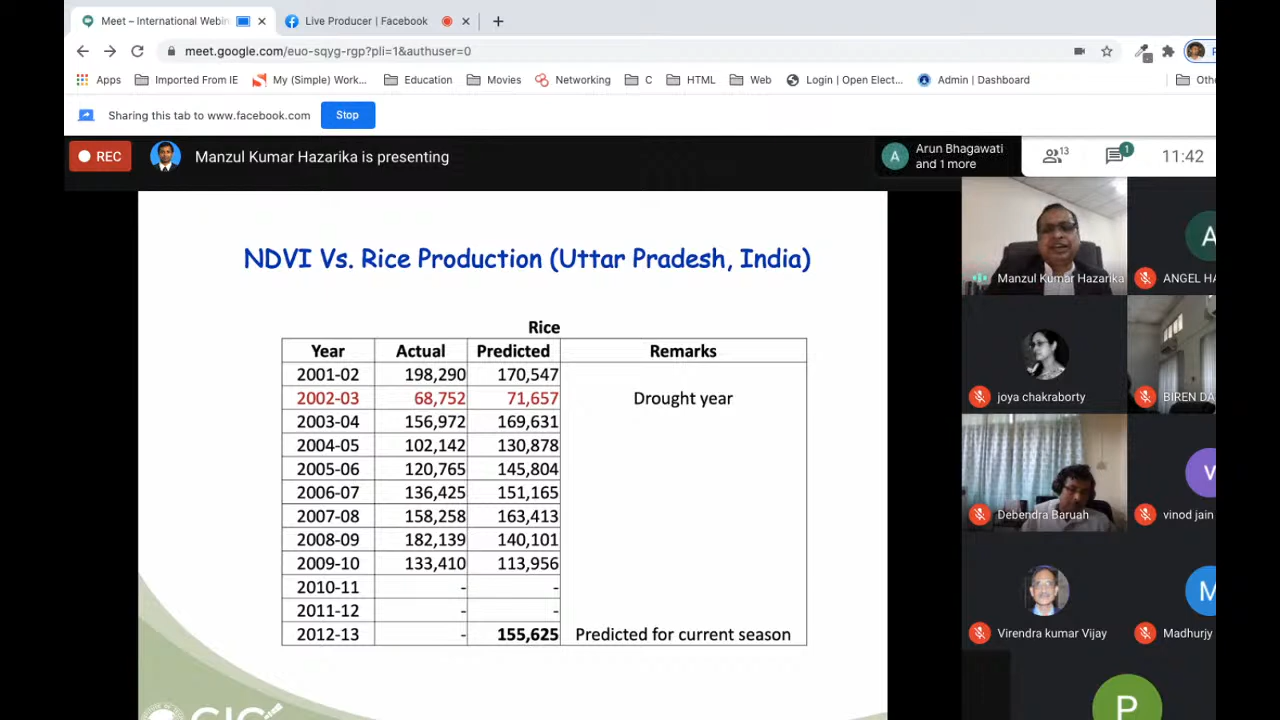 Meet – International Webin
Live Producer | Facebook
meet.google.com/euo-sqyg-rgp?pli=1&authuser=0
Apps Imported From IE My (Simple) Work... Education Movies Networking C HTML Web Login | Open Elect... Admin | Dashboard Othe
Sharing this tab to www.facebook.com Stop
REC Manzul Kumar Hazarika is presenting
Arun Bhagawati
and 1 more
13 1 11:42
NDVI Vs. Rice Production (Uttar Pradesh, India)
Rice
Year Actual Predicted Remarks
2001-02 198,290 170,547
2002-03 68,752 71,657 Drought year
2003-04 156,972 169,631
2004-05 102,142 130,878
2005-06 120,765 145,804
2006-07 136,425 151,165
2007-08 158,258 163,413
2008-09 182,139 140,101
2009-10 133,410 113,956
2010-11 - -
2011-12 - -
2012-13 - 155,625 Predicted for current season
Manzul Kumar Hazarika
A
ANGEL HA
joya chakraborty
BIREN DA
Debendra Baruah
V
vinod jain
Virendra kumar Vijay
M
Madhurjy
P